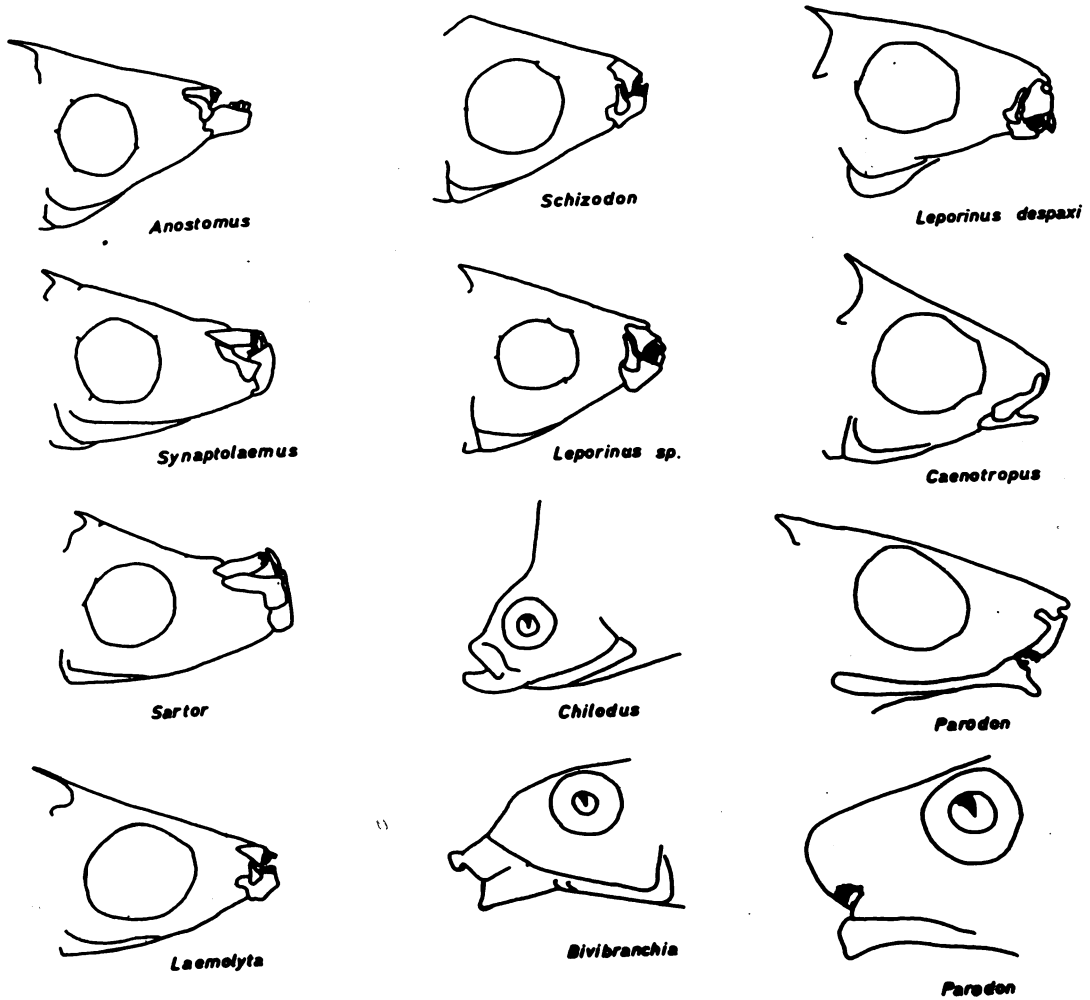 Anostomus
Schizodon
Leporinus despaxi
Synaptolaemus
Leporinus sp.
Caenotropus
Sartor
Chilodus
Parodon
Laemolyta
Bivibranchia
Parodon